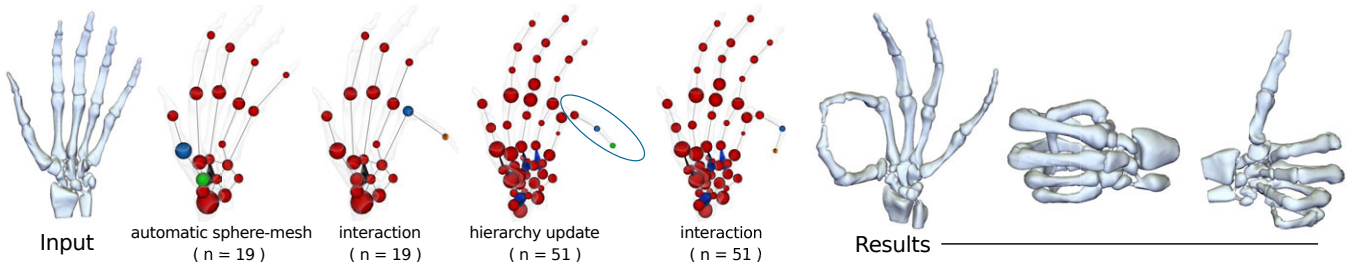 Input
automatic sphere-mesh
( n = 19 )
interaction
( n = 19 )
hierarchy update
( n = 51 )
interaction
( n = 51 )
Results